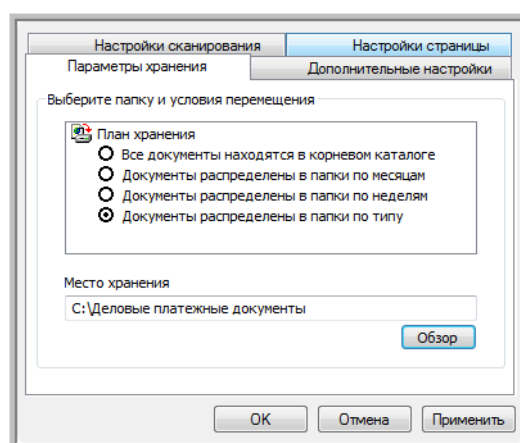 Настройки сканирования
Настройки страницы
Параметры хранения
Дополнительные настройки
Выберите папку и условия перемещения
План хранения
Все документы находятся в корневом каталоге
Документы распределены в папки по месяцам
Документы распределены в папки по неделям
Документы распределены в папки по типу
Место хранения
C:\Деловые платежные документы
Обзор
OK
Отмена
Применить